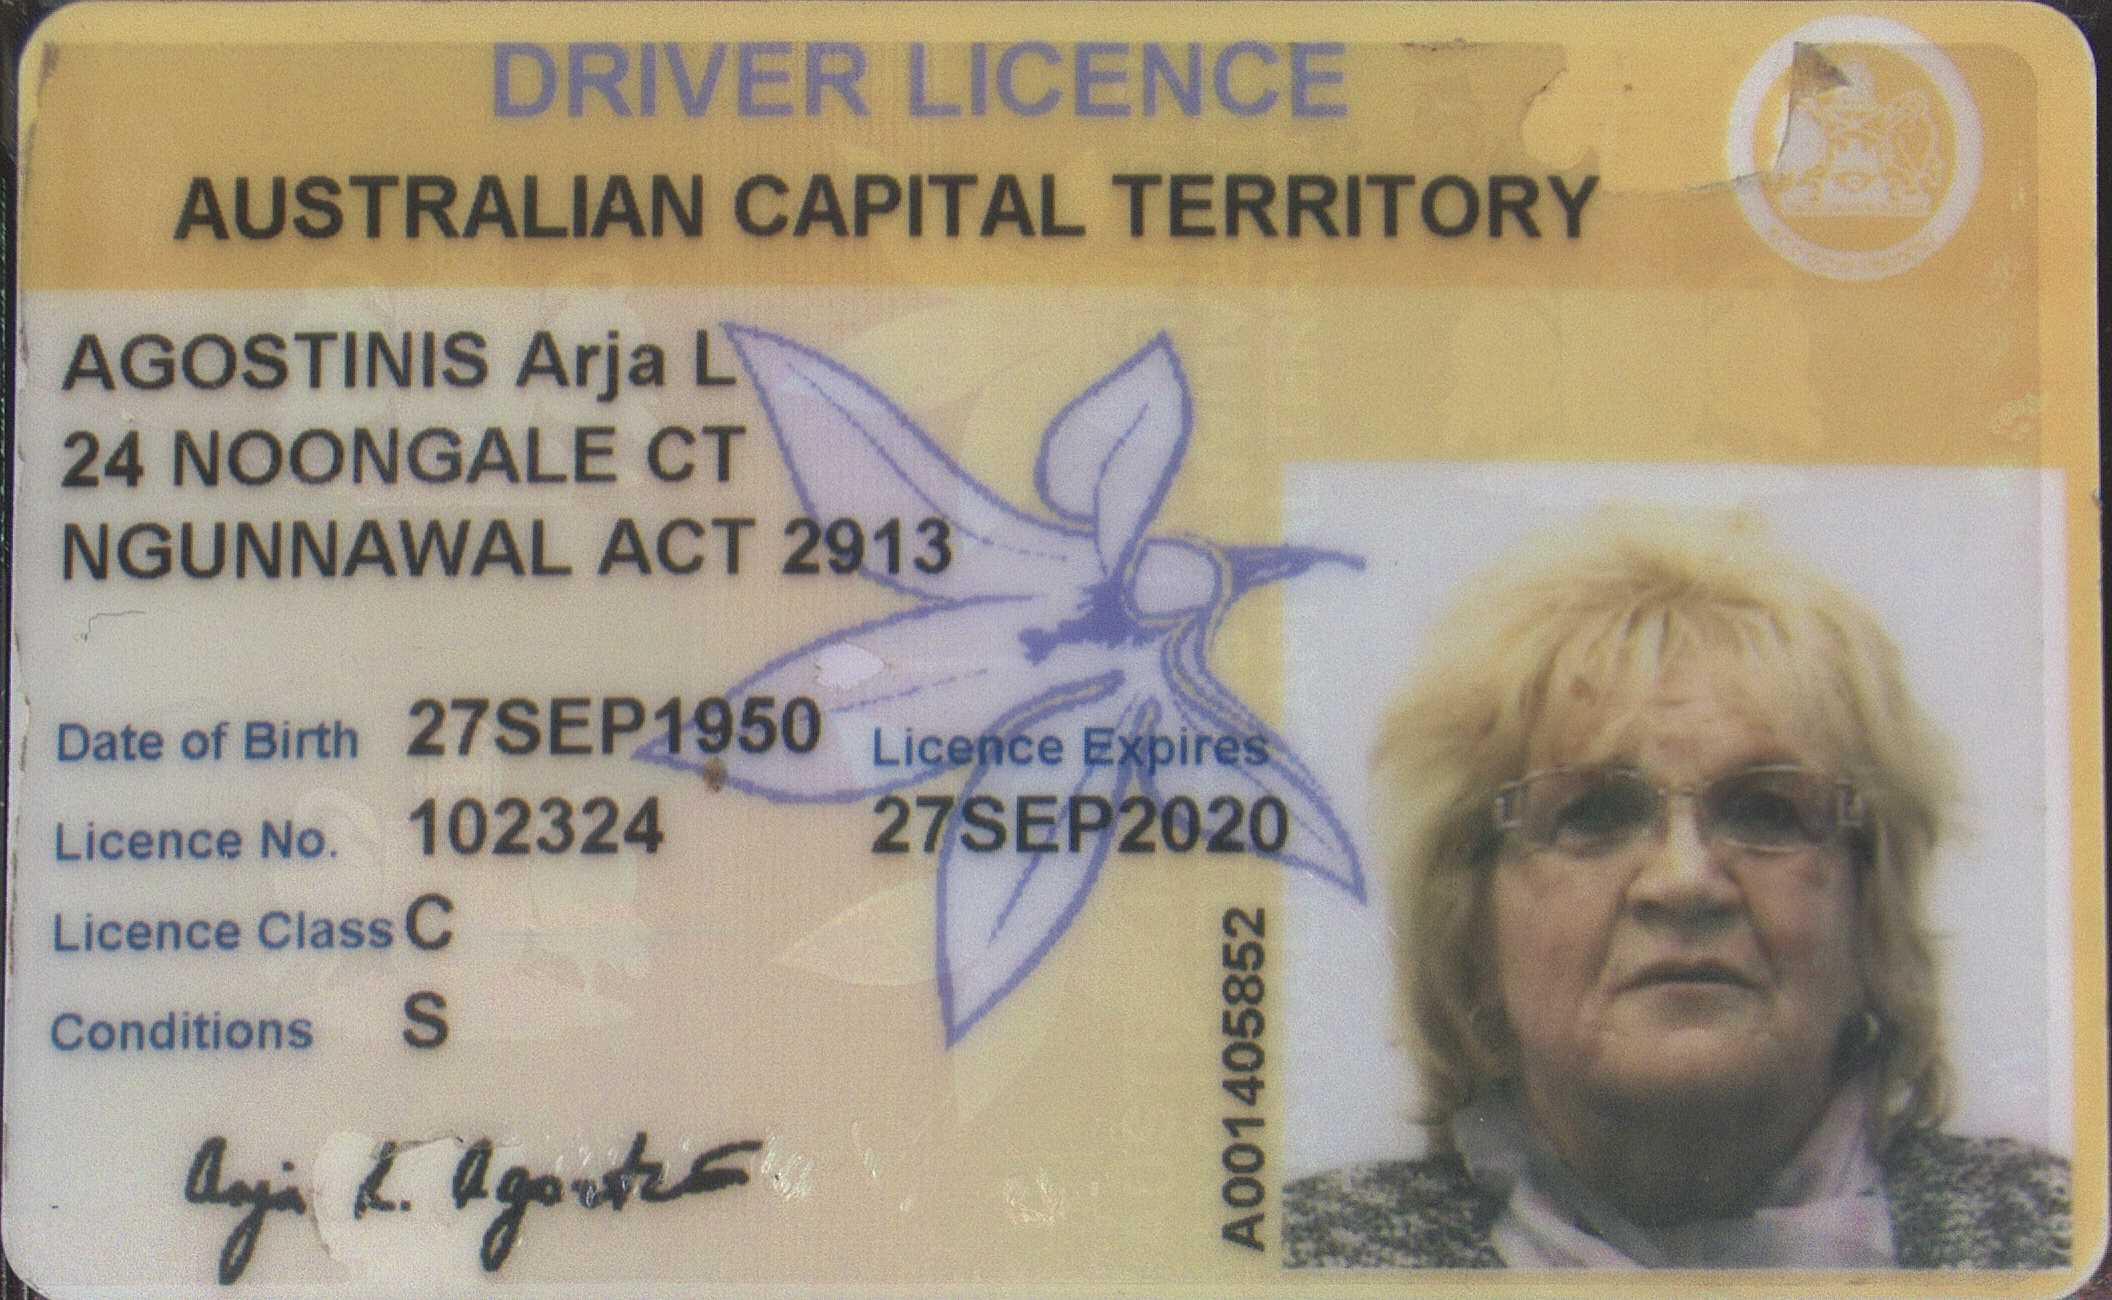 DRIVER LICENCE
AUSTRALIAN CAPITAL TERRITORY
AGOSTINIS Arja L
24 NOONGALE CT
NGUNNAWAL ACT 2913
Date of Birth 27SEP1950 Licence Expires
Licence No. 102324 27SEP2020
Licence Class C
Conditions S
A001405852
Arja L. Agostinis